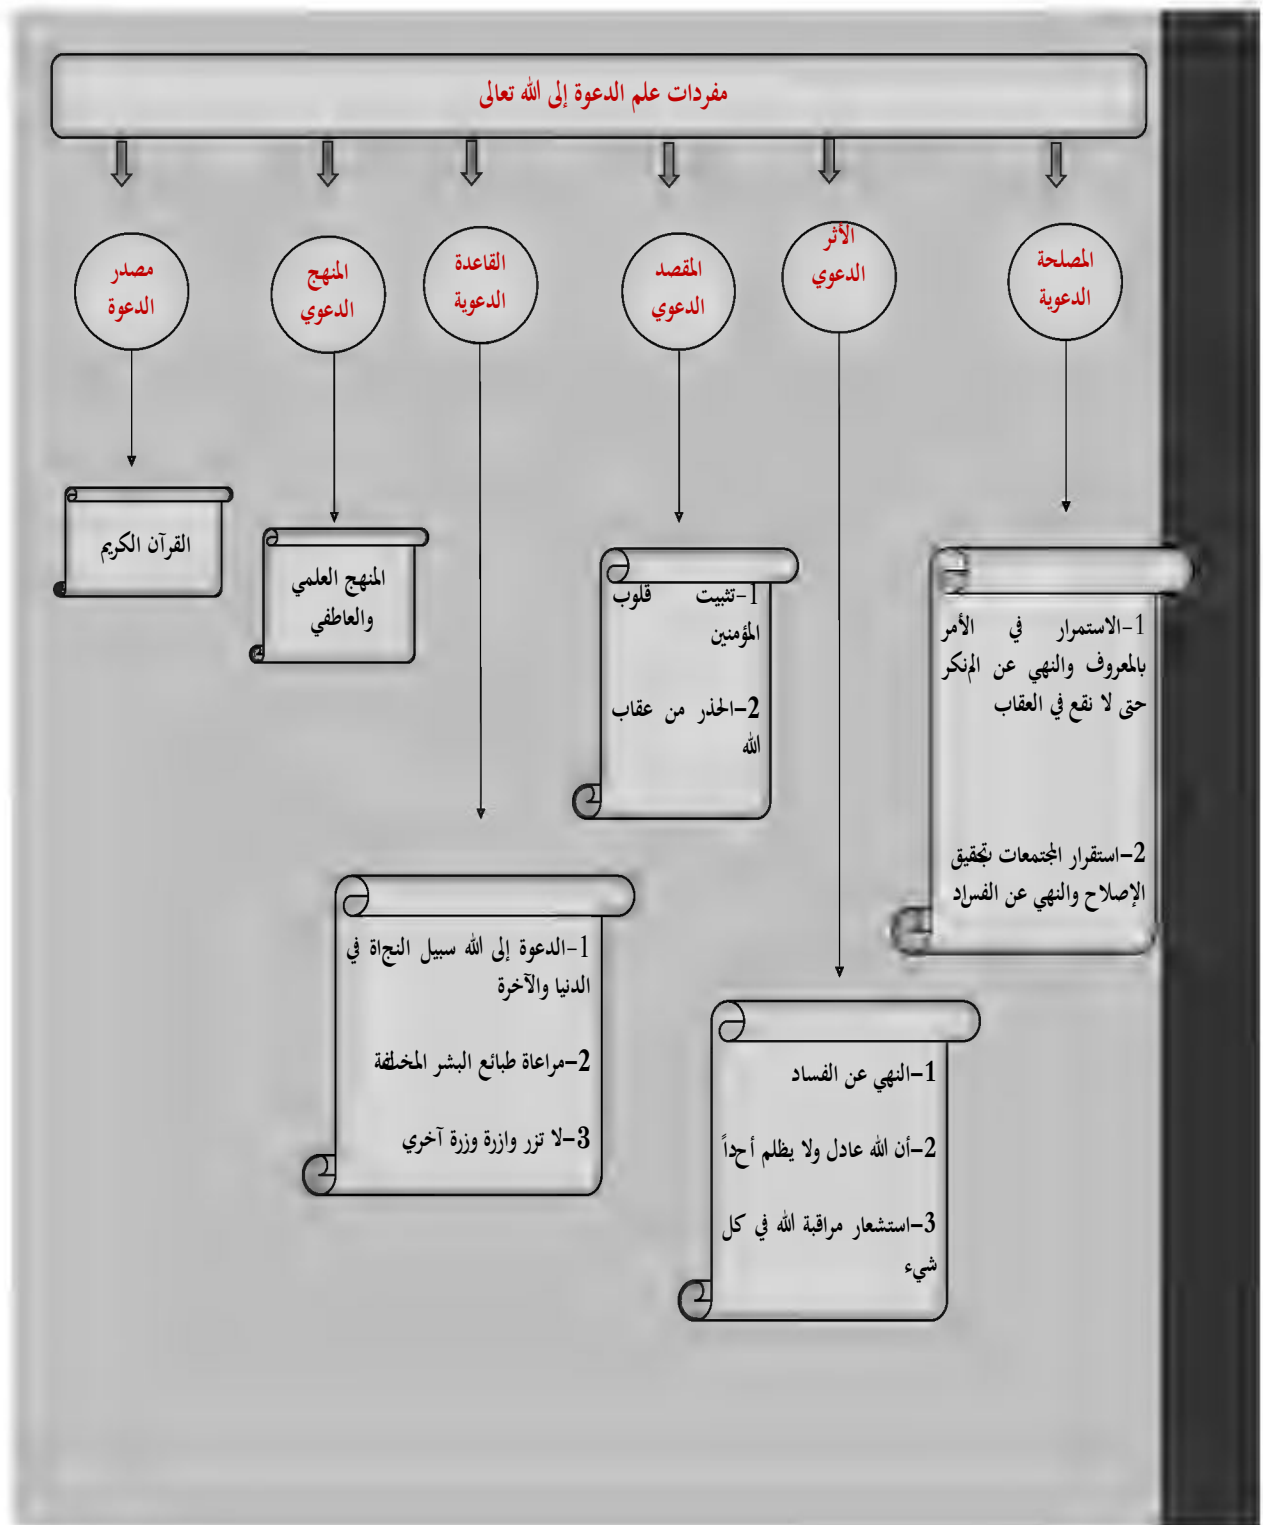 مفردات علم الدعوة إلى الله تعالى
المصلحة
الدعوية
الأثر
الدعوي
المقصد
الدعوي
القاعدة
الدعوية
المنهج
الدعوي
مصدر
الدعوة
1-الاستمرار في الأمر
بالمعروف والنهي عن المنكر
حتى لا نقع في العقاب
2-استقرار المجتمعات بتحقيق
الإصلاح والنهي عن الفساد
1-النهي عن الفساد
2-أن الله عادل ولا يظلم أحداً
3-استشعار مراقبة الله في كل
شيء
1-تثبيت قلوب
المؤمنين
2-الحذر من عقاب
الله
1-الدعوة إلى الله سبيل النجاة في
الدنيا والآخرة
2-مراعاة طبائع البشر المختلفة
3-لا تزر وازرة وزرة آخري
المنهج العلمي
والعاطفي
القرآن الكريم